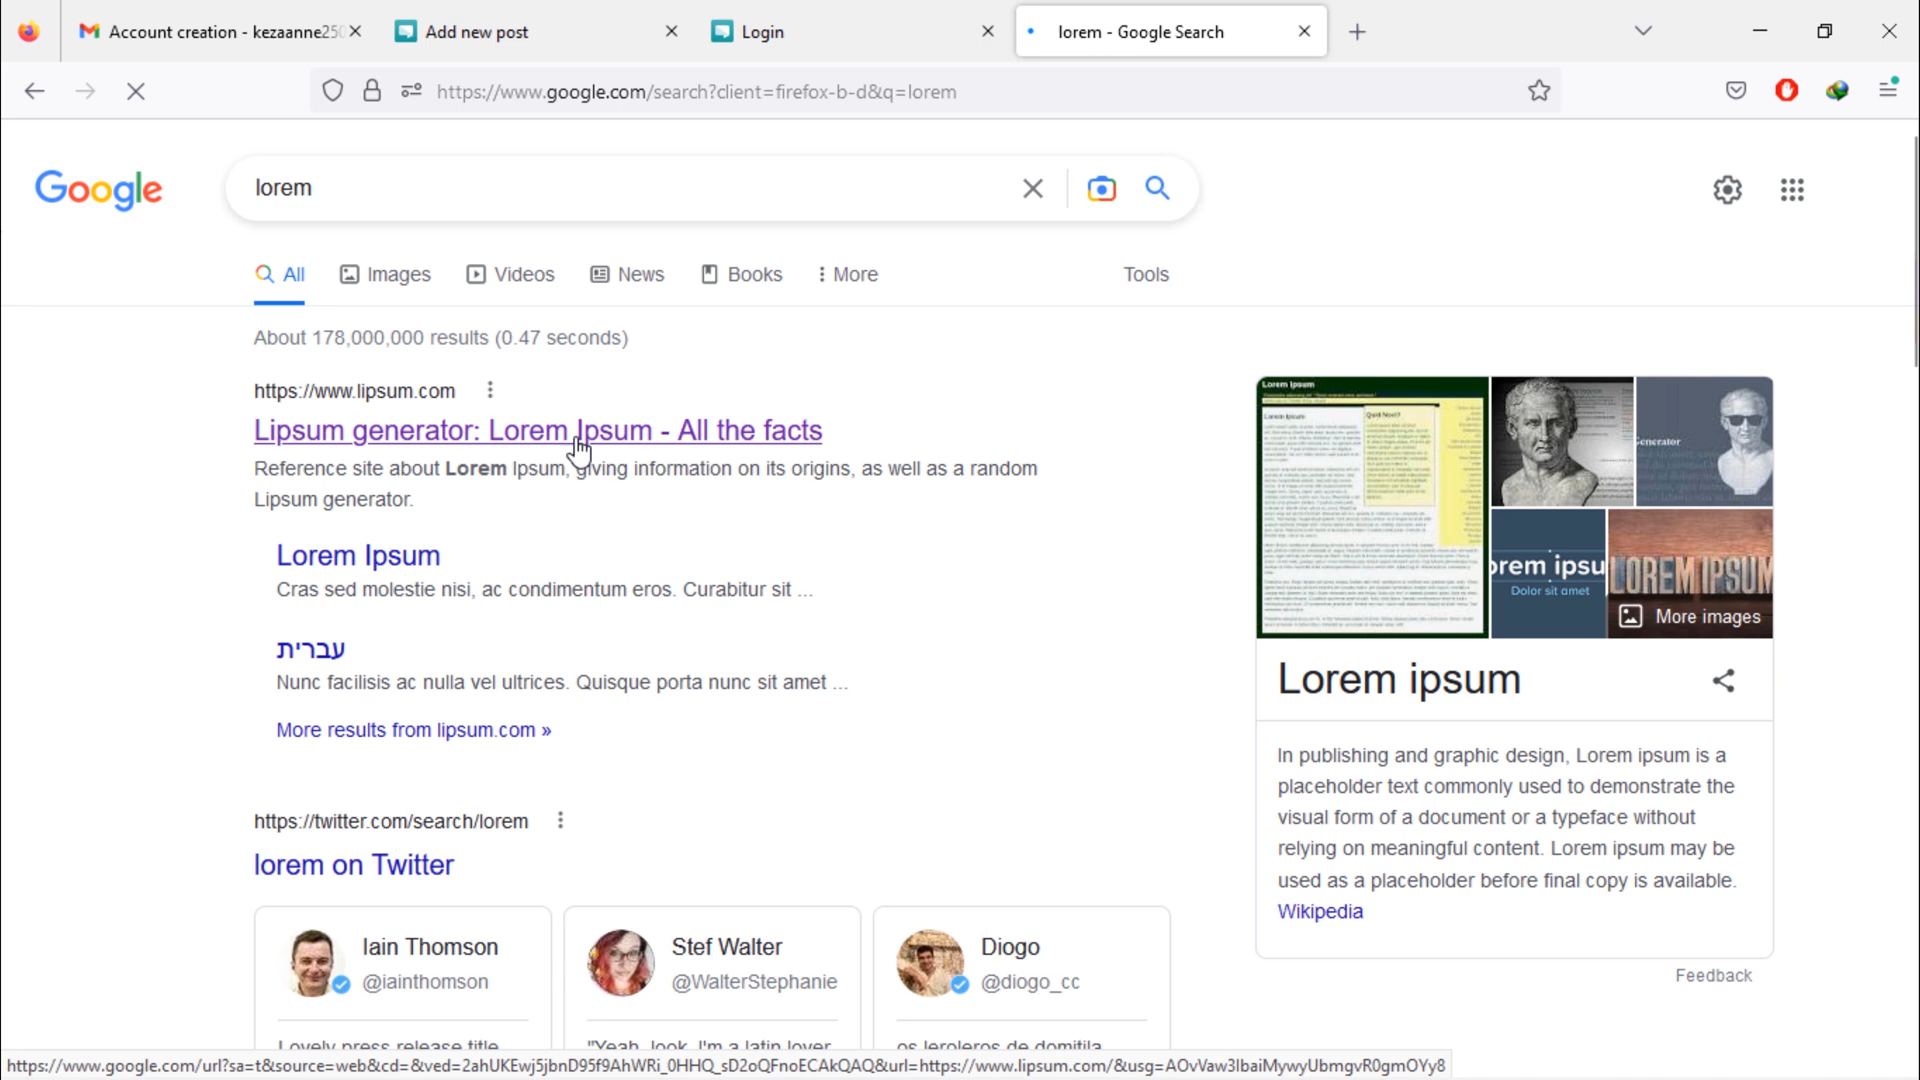 Account creation - kezaanne250
Add new post
Login
lorem - Google Search
https://www.google.com/search?client=firefox-b-d&q=lorem
Google
lorem
All
Images
Videos
News
Books
More
Tools
About 178,000,000 results (0.47 seconds)
https://www.lipsum.com
Lipsum generator: Lorem Ipsum - All the facts
Reference site about Lorem Ipsum, giving information on its origins, as well as a random
Lipsum generator.
Lorem Ipsum
Cras sed molestie nisi, ac condimentum eros. Curabitur sit ...
עברית
Nunc facilisis ac nulla vel ultrices. Quisque porta nunc sit amet ...
More results from lipsum.com »
https://twitter.com/search/lorem
lorem on Twitter
Iain Thomson
@iainthomson
Lovely press release title
Stef Walter
@WalterStephanie
"Yeah, look, I'm a latin lover
Diogo
@diogo_cc
os leroleros de domitila
Lorem Ipsum
Lorem Ipsum
Quid Novi?
Generator
orem ipsu
Dolor sit amet
LOREM IPSUM
More images
Lorem ipsum
In publishing and graphic design, Lorem ipsum is a
placeholder text commonly used to demonstrate the
visual form of a document or a typeface without
relying on meaningful content. Lorem ipsum may be
used as a placeholder before final copy is available.
Wikipedia
Feedback
https://www.google.com/url?sa=t&source=web&cd=&ved=2ahUKEwj5jbnD95f9AhWRi_0HHQ_sD2oQFnoECAkQAQ&url=https://www.lipsum.com/&usg=AOvVaw3lbaiMywyUbmgvR0gmOYy8